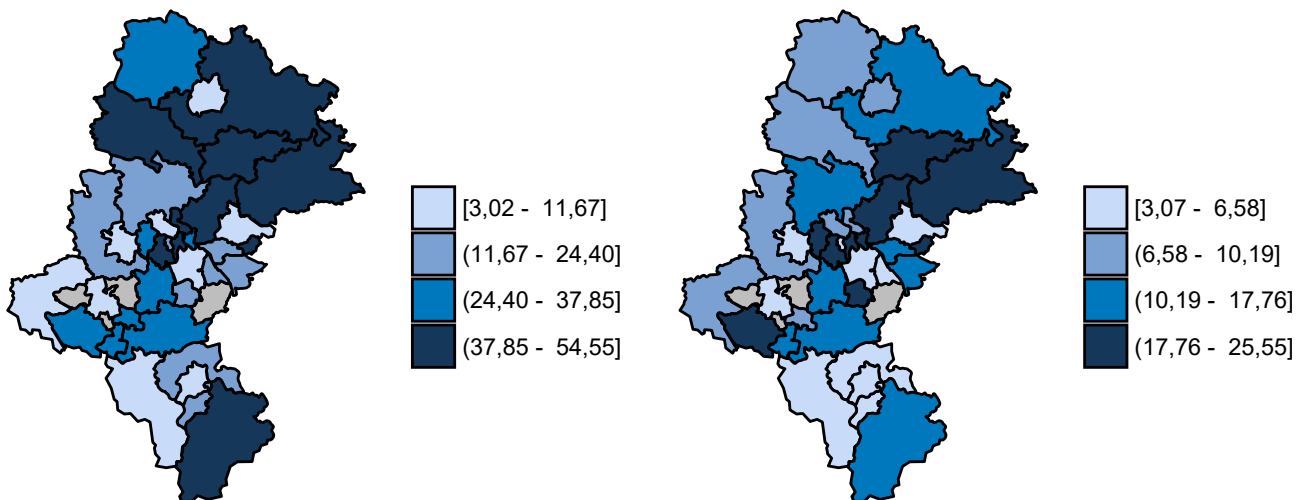 [3,02 - 11,67]
(11,67 - 24,40]
(24,40 - 37,85]
(37,85 - 54,55]
[3,07 - 6,58]
(6,58 - 10,19]
(10,19 - 17,76]
(17,76 - 25,55]